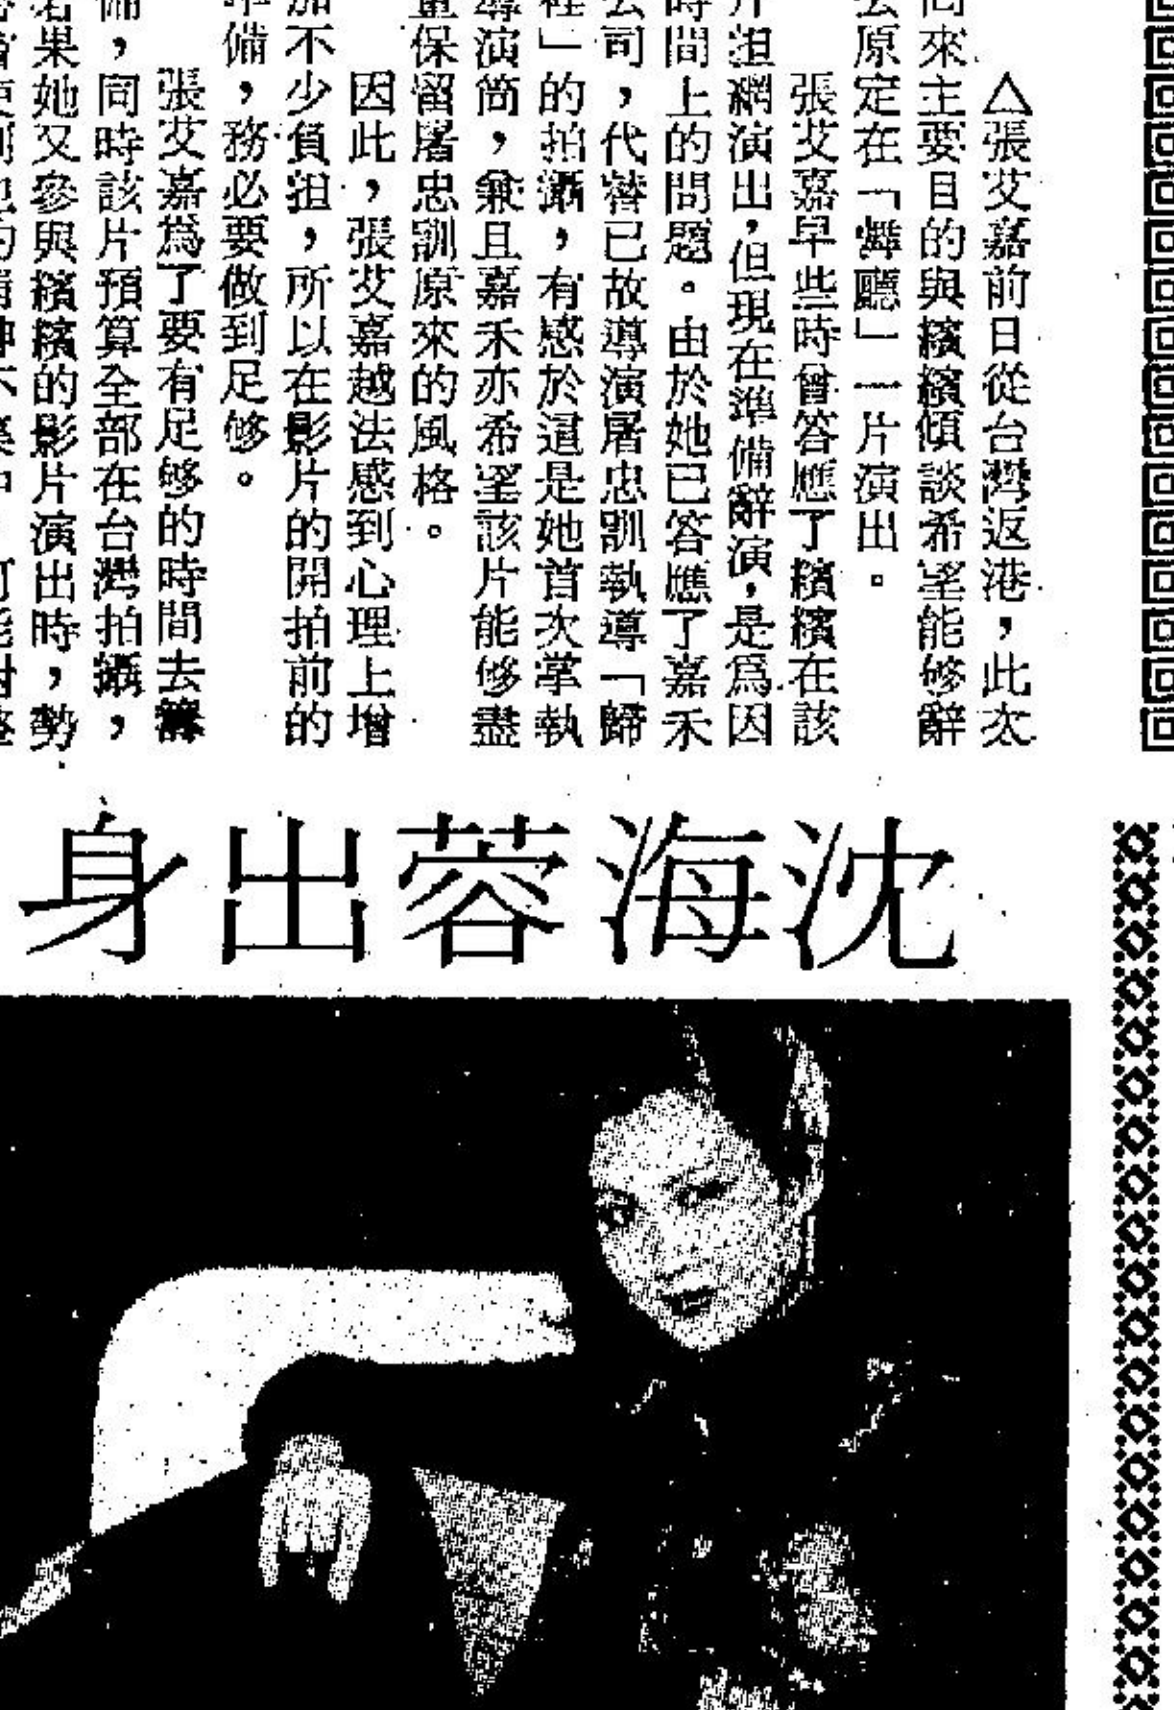 △張艾嘉前日從台灣返港，此次
回來主要目的與繽繽傾談希望能够辭
去原定在「舞廳」一片演出。
張艾嘉早些時曾答應了繽繽在該
片担綱演出，但現在準備辭演，是爲因
時間上的問題。由於她已答應了嘉禾
公司，代替已故導演屠忠訓執導「歸
程」的拍攝，有感於這是她首次掌執
導演筒，兼且嘉禾亦希望該片能够盡
量保留屠忠訓原來的風格。
因此，張艾嘉越法感到心理上增
加不少負担，所以在影片的開拍前的
準備，務必要做到足够。
張艾嘉爲了要有足够的時間去籌
備，同時該片預算全部在台灣拍攝，
若果她又參與繽繽的影片演出時，勢
沈海蓉出身